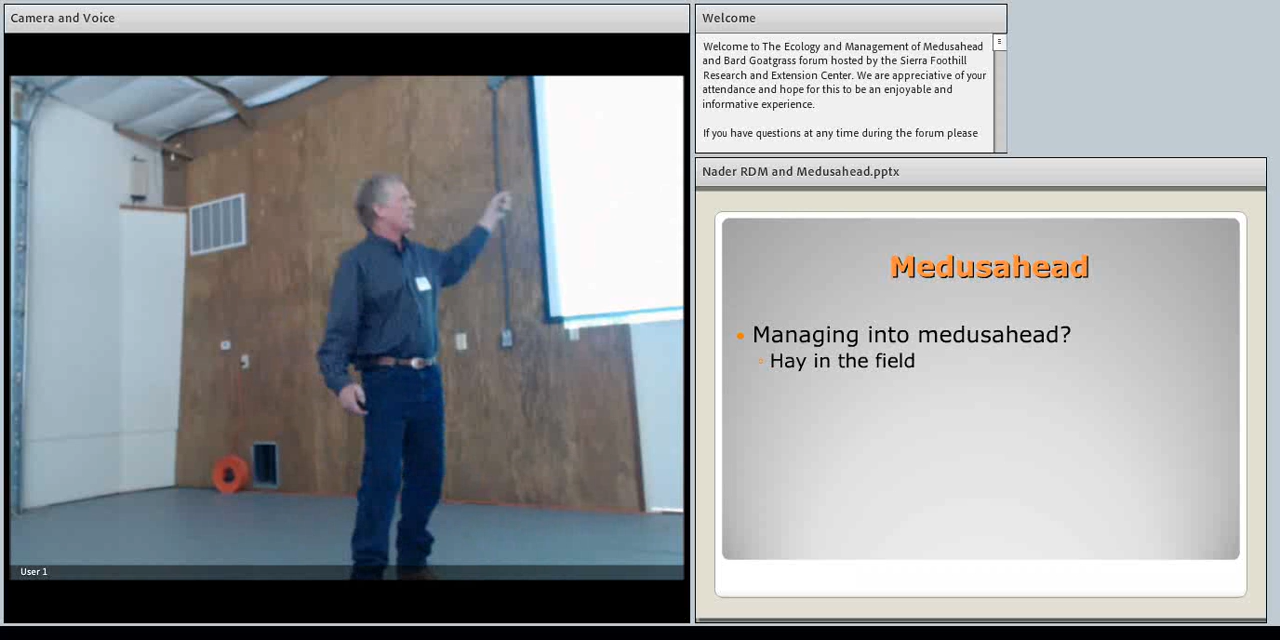 Camera and Voice
User 1
Welcome
Welcome to The Ecology and Management of Medusahead
and Bard Goatgrass forum hosted by the Sierra Foothill
Research and Extension Center. We are appreciative of your
attendance and hope for this to be an enjoyable and
informative experience.
If you have questions at any time during the forum please
Nader RDM and Medusahead.pptx
Medusahead
• Managing into medusahead?
◦ Hay in the field